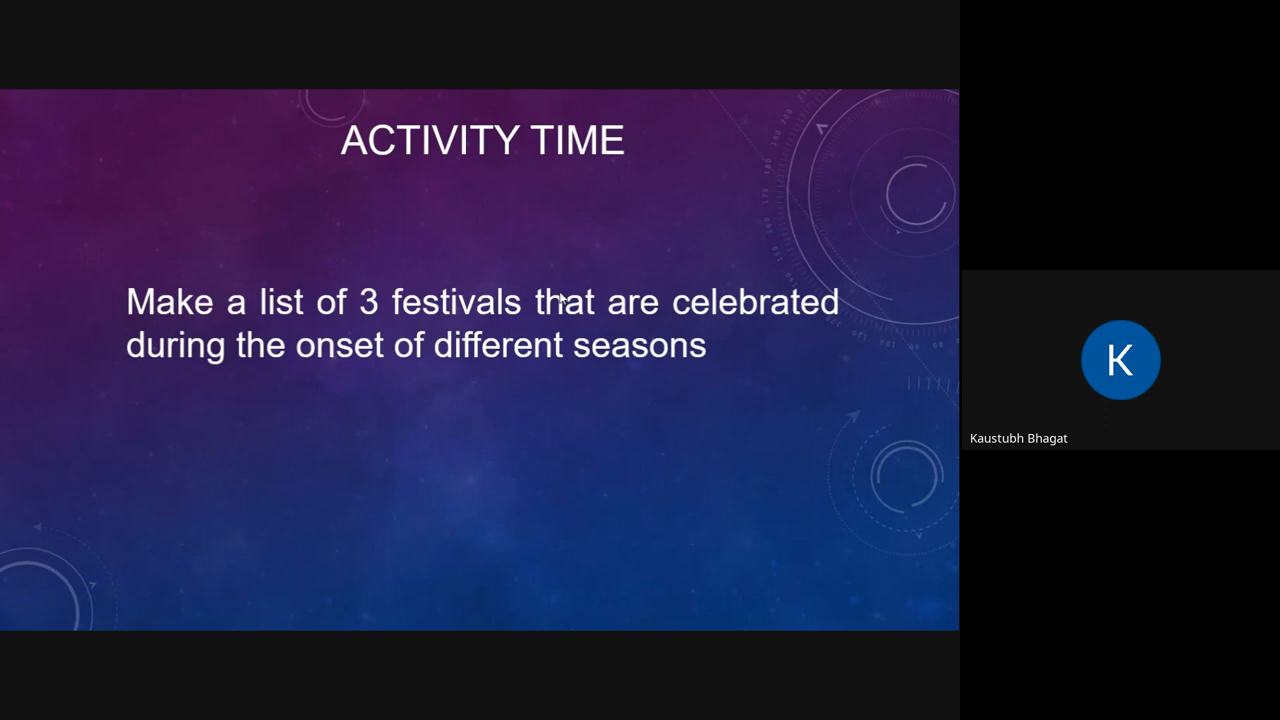 ACTIVITY TIME
Make a list of 3 festivals that are celebrated
during the onset of different seasons
K
Kaustubh Bhagat